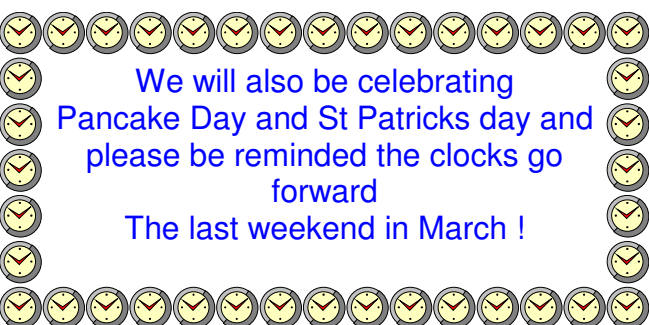 We will also be celebrating
Pancake Day and St Patricks day and
please be reminded the clocks go
forward
The last weekend in March !